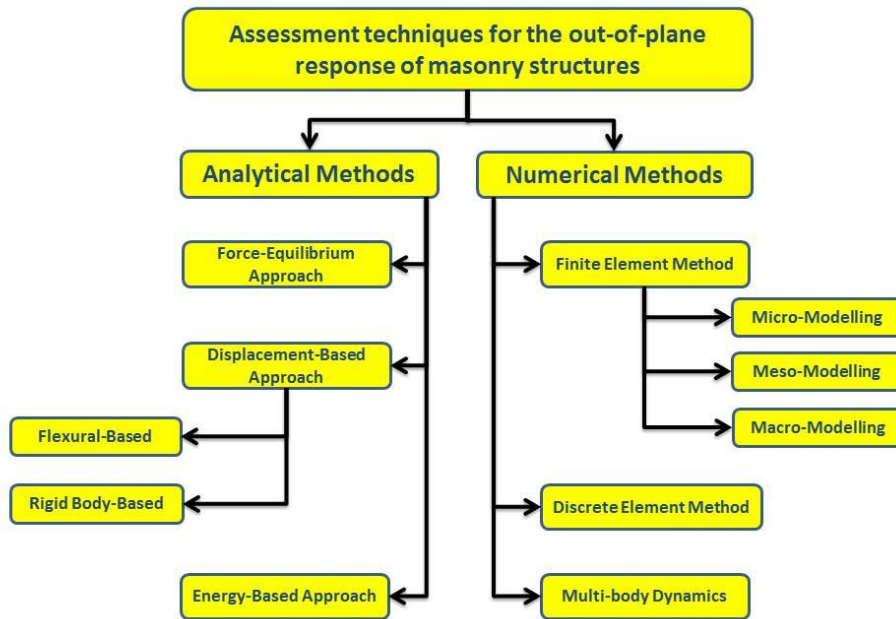 Assessment techniques for the out-of-plane
response of masonry structures
Analytical Methods
Numerical Methods
Force-Equilibrium
Approach
Displacement-Based
Approach
Flexural-Based
Rigid Body-Based
Energy-Based Approach
Finite Element Method
Micro-Modelling
Meso-Modelling
Macro-Modelling
Discrete Element Method
Multi-body Dynamics